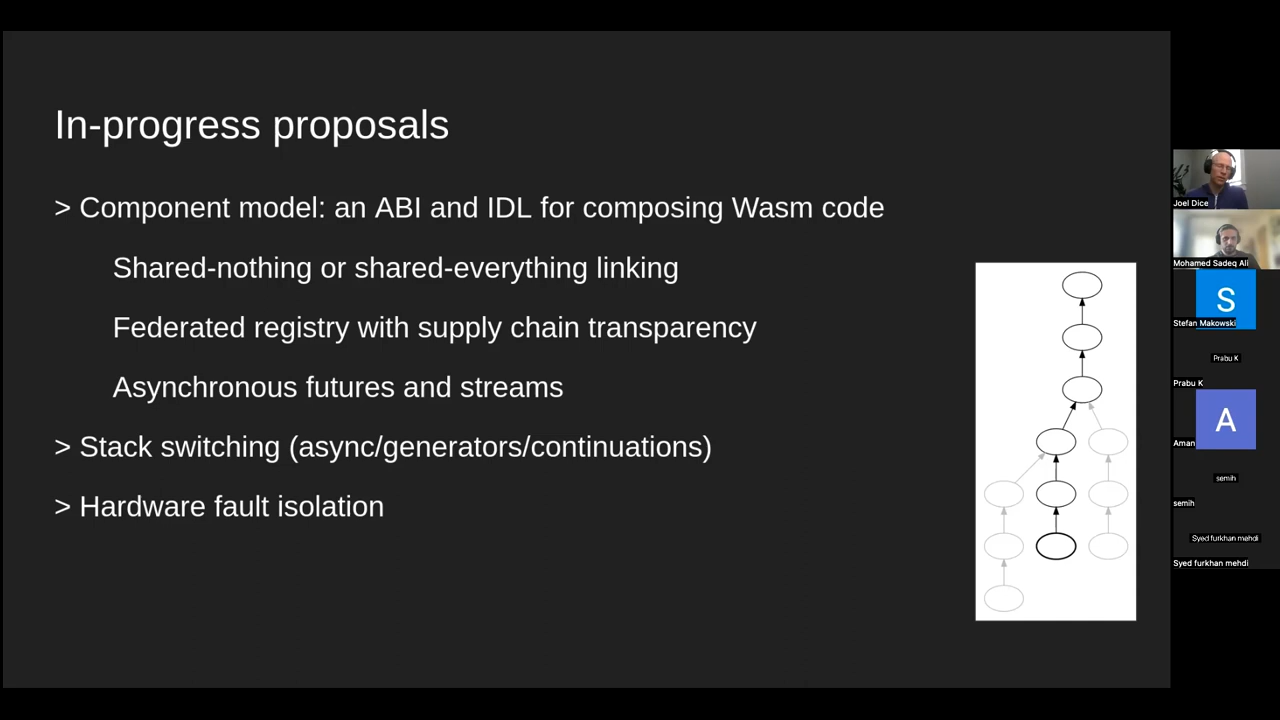 In-progress proposals
> Component model: an ABI and IDL for composing Wasm code
Shared-nothing or shared-everything linking
Federated registry with supply chain transparency
Asynchronous futures and streams
> Stack switching (async/generators/continuations)
> Hardware fault isolation
Joel Dice
Mohamed Sadeq Ali
S
Stefan Makowski
Prabu K
Prabu K
A
Aman
semih
semih
Syed furkhan mehdi
Syed furkhan mehdi